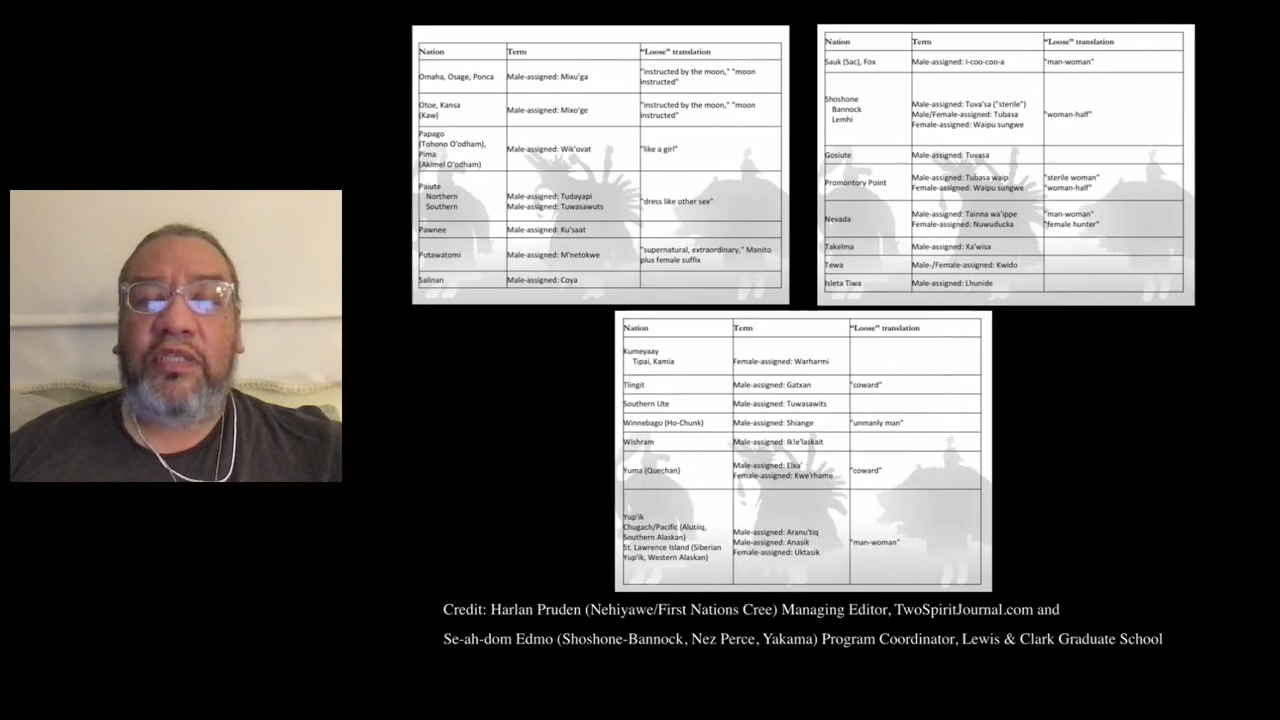 Nation Term "Loose" translation
Omaha, Osage, Ponca Male-assigned: Mixu'ga "instructed by the moon," "moon
instructed"
Otoe, Kansa
(Kaw) Male-assigned: Mixo'ge "instructed by the moon," "moon
instructed"
Papago
(Tohono O'odham),
Pima
(Akimel O'odham) Male-assigned: Wik'ovat "like a girl"
Paiute
Northern Male-assigned: Tudayapi
Southern Male-assigned: Tuwasawuts "dress like other sex"
Pawnee Male-assigned: Ku'saat
Potawatomi Male-assigned: M'netokwe "supernatural, extraordinary," Manito
plus female suffix
Salinan Male-assigned: Coya
Nation Term "Loose" translation
Sauk (Sac), Fox Male-assigned: I-coo-coo-a "man-woman"
Shoshone
Bannock
Lemhi
Male-assigned: Tuva'sa ("sterile")
Male/Female-assigned: Tubasa
Female-assigned: Waipu sungwe
"woman-half"
Gosiute Male-assigned: Tuvasa
Promontory Point
Male-assigned: Tubasa waip "sterile woman"
Female-assigned: Waipu sungwe "woman-half"
Nevada
Male-assigned: Tainna wa'ippe "man-woman"
Female-assigned: Nuwuducka "female hunter"
Takelma Male-assigned: Xa'wisa
Tewa Male-/Female-assigned: Kwido
Isleta Tiwa Male-assigned: Lhunide
Nation Term "Loose" translation
Kumeyaay
Tipai, Kamia Female-assigned: Warharmi
Tlingit Male-assigned: Gatxan "coward"
Southern Ute Male-assigned: Tuwasawits
Winnebago (Ho-Chunk) Male-assigned: Shiange "unmanly man"
Wishram Male-assigned: Ik!e'laskait
Yuma (Quechan)
Male-assigned: Elxa'
Female-assigned: Kwe'rhame
"coward"
Yup'ik
Chugach/Pacific (Alutiiq,
Southern Alaskan)
St. Lawrence Island (Siberian
Yup'ik, Western Alaskan)
Male-assigned: Aranu'tiq
Male-assigned: Anasik
Female-assigned: Uktasik
"man-woman"
Credit: Harlan Pruden (Nehiyawe/First Nations Cree) Managing Editor, TwoSpiritJournal.com and
Se-ah-dom Edmo (Shoshone-Bannock, Nez Perce, Yakama) Program Coordinator, Lewis & Clark Graduate School